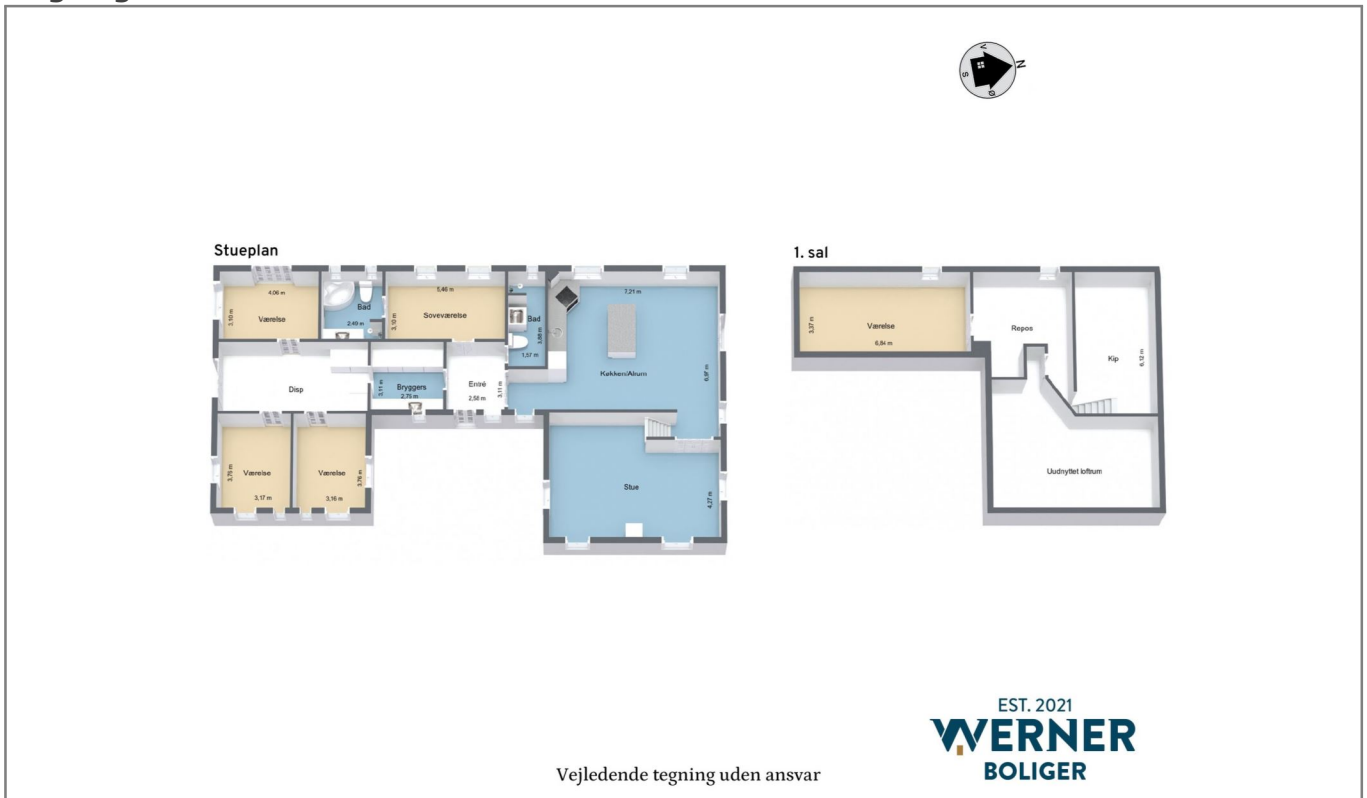 V
N
S
Ø
Stueplan
4,06 m
3,10 m
Værelse
Bad
2,49 m
5,46 m
3,10 m
Soveværelse
Bad
3,88 m
1,57 m
7,21 m
Køkken/Alrum
6,97 m
Disp
3,11 m
Bryggers
2,75 m
Entré
3,11 m
2,58 m
3,75 m
Værelse
3,17 m
Værelse
3,76 m
3,16 m
Stue
4,27 m
1. sal
3,37 m
Værelse
6,84 m
Repos
Kip
6,12 m
Uudnyttet loftrum
EST. 2021
WERNER
BOLIGER
Vejledende tegning uden ansvar